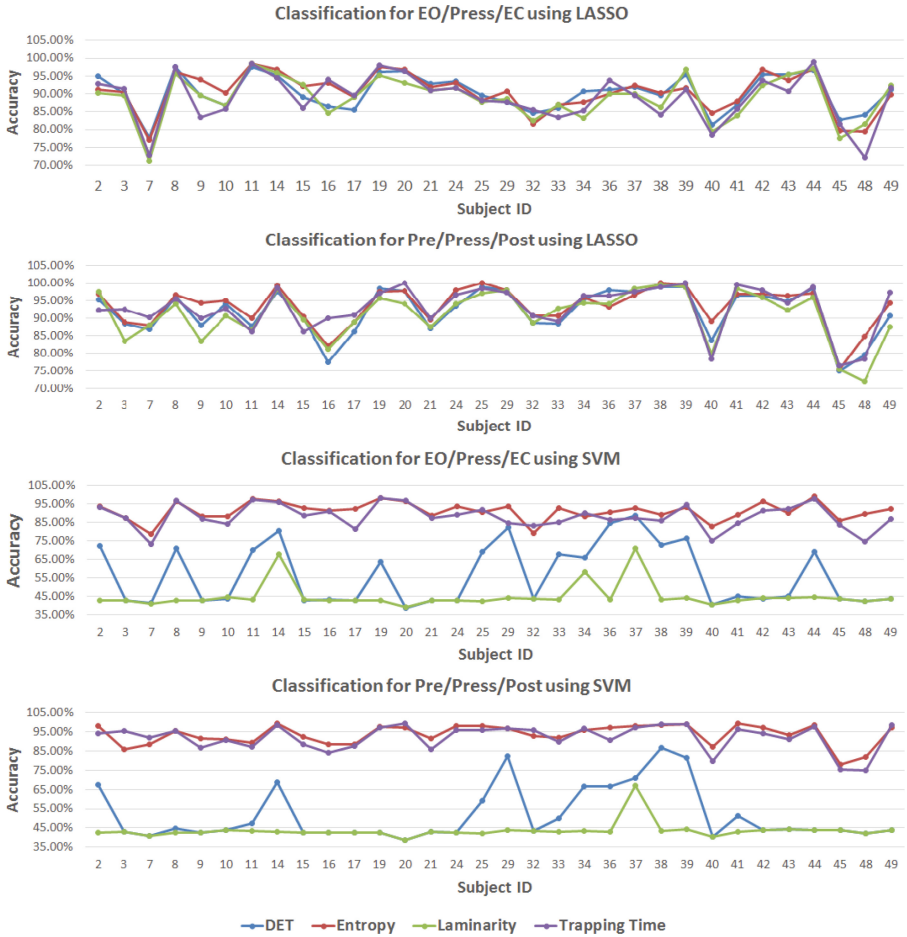 Classification for EO/Press/EC using LASSO
105.00%
100.00%
95.00%
90.00%
85.00%
80.00%
75.00%
70.00%
Accuracy
2 3 7 8 9 10 11 14 15 16 19 20 21 24 25 29 32 33 34 36 37 38 39 40 41 42 43 44 45 48 49
Subject ID
Classification for Pre/Press/Post using LASSO
105.00%
100.00%
95.00%
90.00%
85.00%
80.00%
75.00%
70.00%
Accuracy
2 3 7 8 9 10 11 14 15 16 19 20 21 24 25 29 32 33 34 36 37 38 39 40 41 42 43 44 45 48 49
Subject ID
Classification for EO/Press/EC using SVM
105.00%
95.00%
85.00%
75.00%
65.00%
55.00%
45.00%
35.00%
Accuracy
2 3 7 8 9 10 11 14 15 16 19 20 21 24 25 29 32 33 34 36 37 38 39 40 41 42 43 44 45 48 49
Subject ID
Classification for Pre/Press/Post using SVM
105.00%
95.00%
85.00%
75.00%
65.00%
55.00%
45.00%
35.00%
Accuracy
2 3 7 8 9 10 11 14 15 16 19 20 21 24 25 29 32 33 34 36 37 38 39 40 41 42 43 44 45 48 49
Subject ID
DET Entropy Laminarity Trapping Time